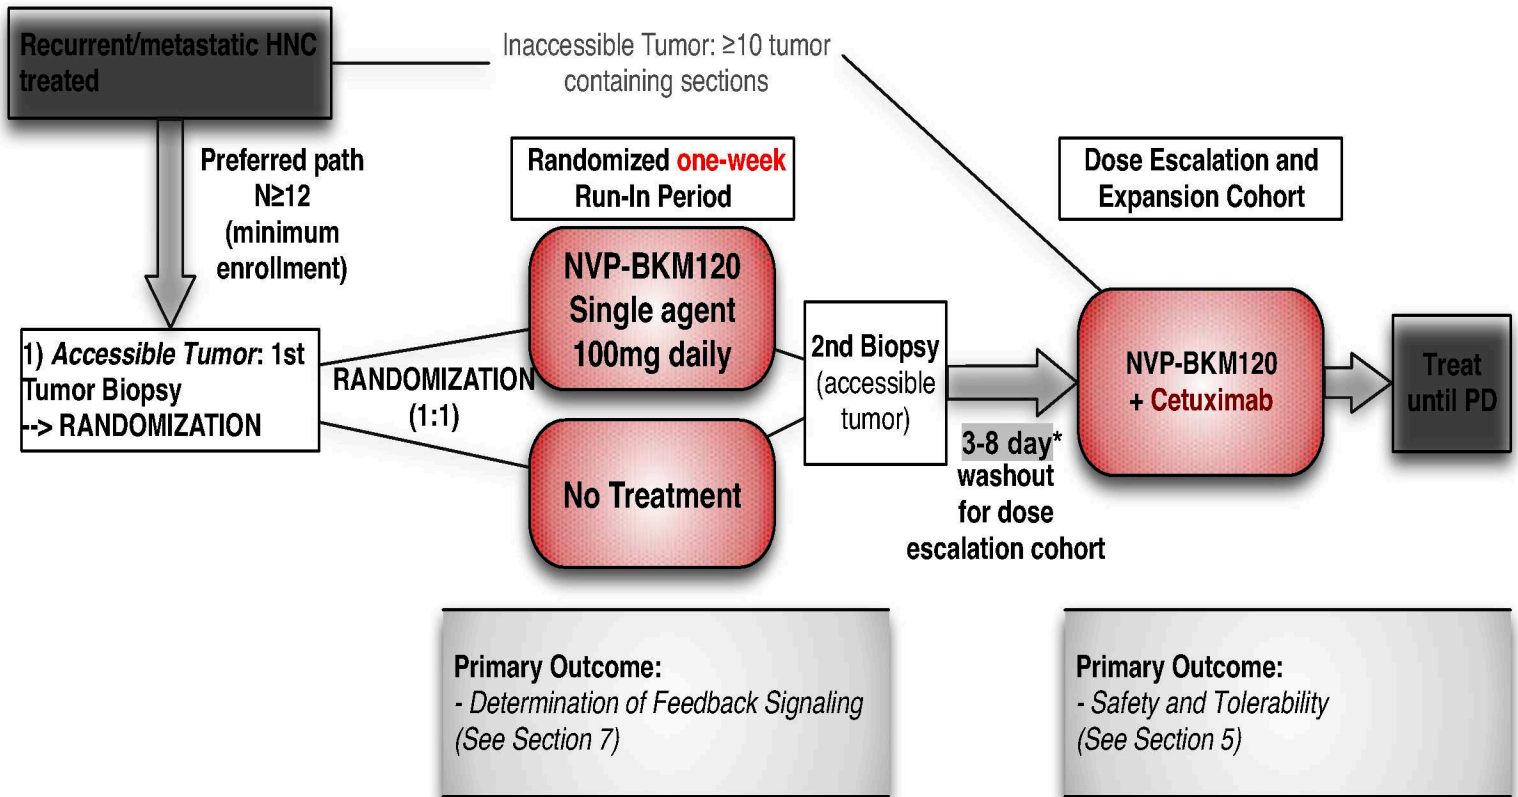 Recurrent/metastatic HNC
treated
Inaccessible Tumor: ≥10 tumor
containing sections
Preferred path
N≥12
(minimum
enrollment)
Randomized one-week
Run-In Period
Dose Escalation and
Expansion Cohort
1) Accessible Tumor: 1st
Tumor Biopsy
--> RANDOMIZATION
RANDOMIZATION
(1:1)
NVP-BKM120
Single agent
100mg daily
No Treatment
2nd Biopsy
(accessible
tumor)
3-8 day*
washout
for dose
escalation cohort
NVP-BKM120
+ Cetuximab
Treat
until PD
Primary Outcome:
- Determination of Feedback Signaling
(See Section 7)
Primary Outcome:
- Safety and Tolerability
(See Section 5)